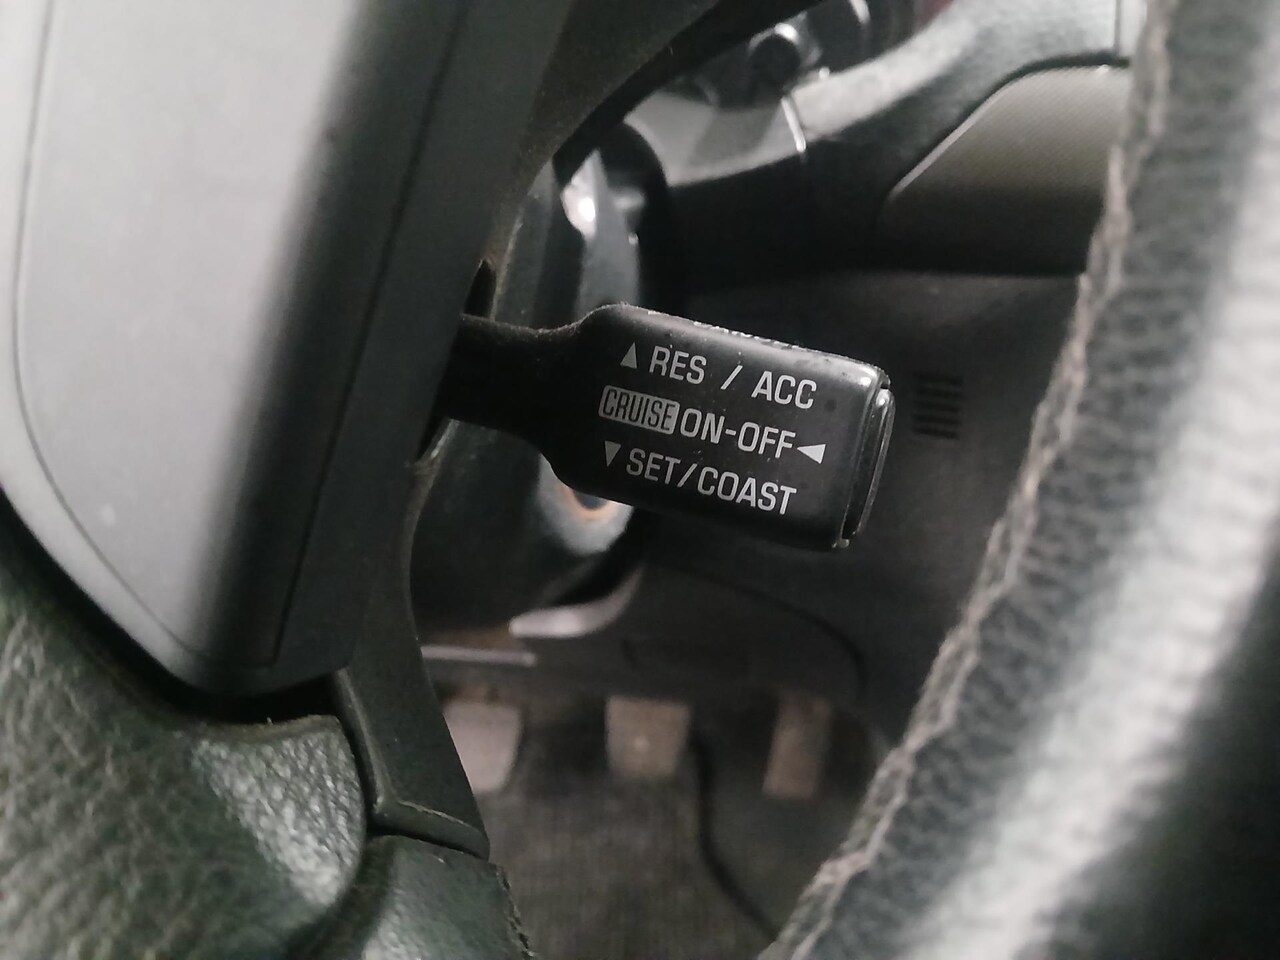 ▲ RES / ACC
CRUISE ON-OFF ◄
▼ SET/COAST